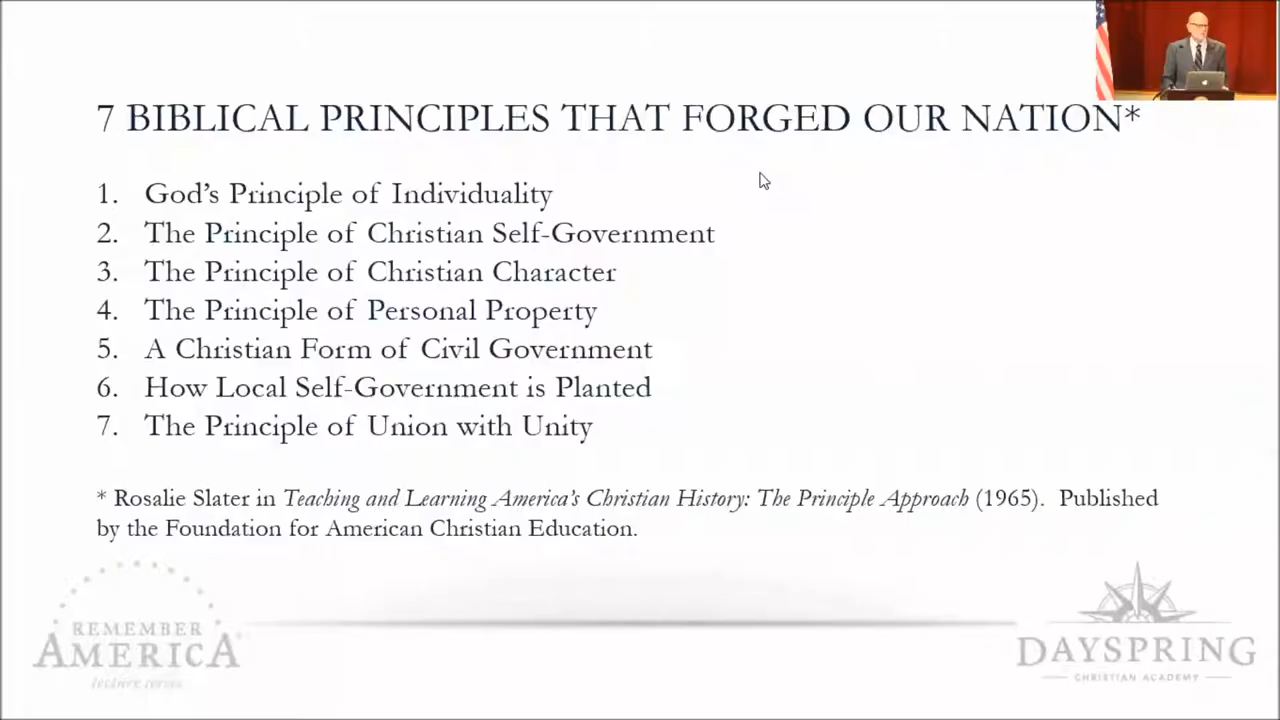 7 BIBLICAL PRINCIPLES THAT FORGED OUR NATION*
1. God's Principle of Individuality
2. The Principle of Christian Self-Government
3. The Principle of Christian Character
4. The Principle of Personal Property
5. A Christian Form of Civil Government
6. How Local Self-Government is Planted
7. The Principle of Union with Unity
* Rosalie Slater in Teaching and Learning America's Christian History: The Principle Approach (1965). Published
by the Foundation for American Christian Education.
REMEMBER
AMERICA
lecture series
DAYSPRING
CHRISTIAN ACADEMY